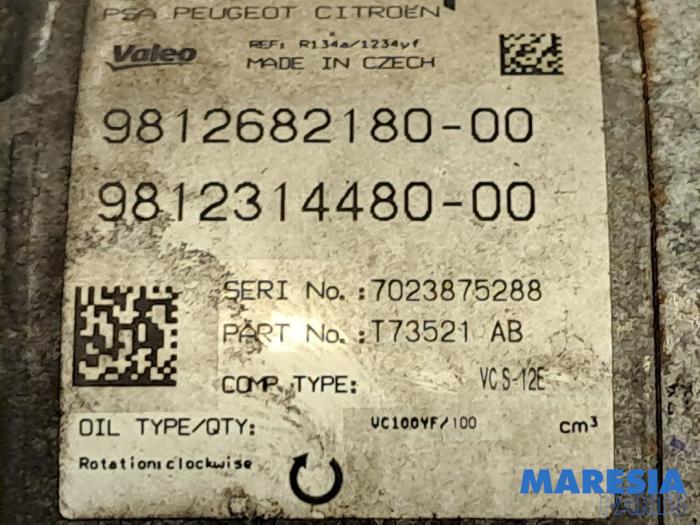 PSA PEUGEOT CITROËN
Valeo
REF: R134a/1234yf
MADE IN CZECH
9812682180-00
9812314480-00
SERI No.:7023875288
PART No.:T73521 AB
COMP TYPE: VCS-12E
OIL TYPE/QTY: VC100YF/100 cm³
Rotation:clockwise
MARESIA
PARTS